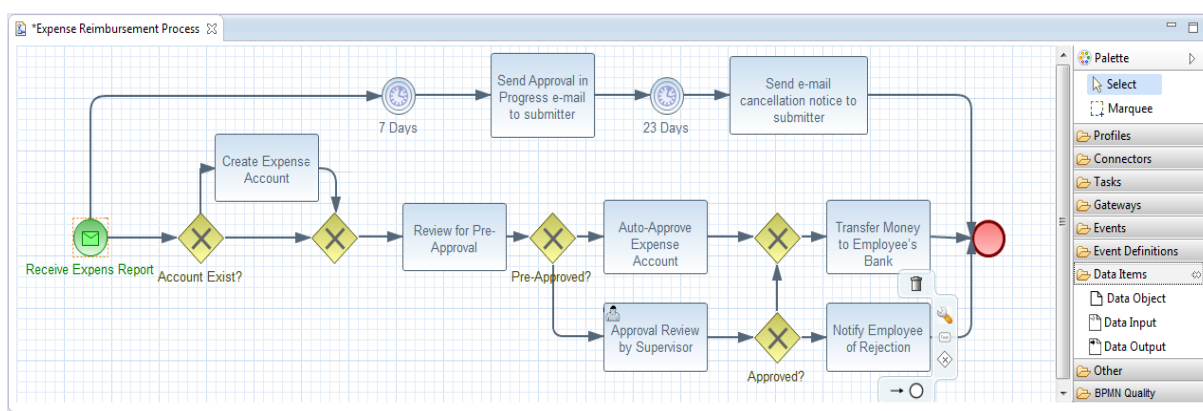 *Expense Reimbursement Process
Send Approval in
Progress e-mail
to submitter
Send e-mail
cancellation notice to
submitter
7 Days
23 Days
Create Expense
Account
Receive Expens Report
Account Exist?
Review for Pre-
Approval
Pre-Approved?
Auto-Approve
Expense
Account
Transfer Money
to Employee's
Bank
Approval Review
by Supervisor
Approved?
Notify Employee
of Rejection
Palette
Select
Marquee
Profiles
Connectors
Tasks
Gateways
Events
Event Definitions
Data Items
Data Object
Data Input
Data Output
Other
BPMN Quality